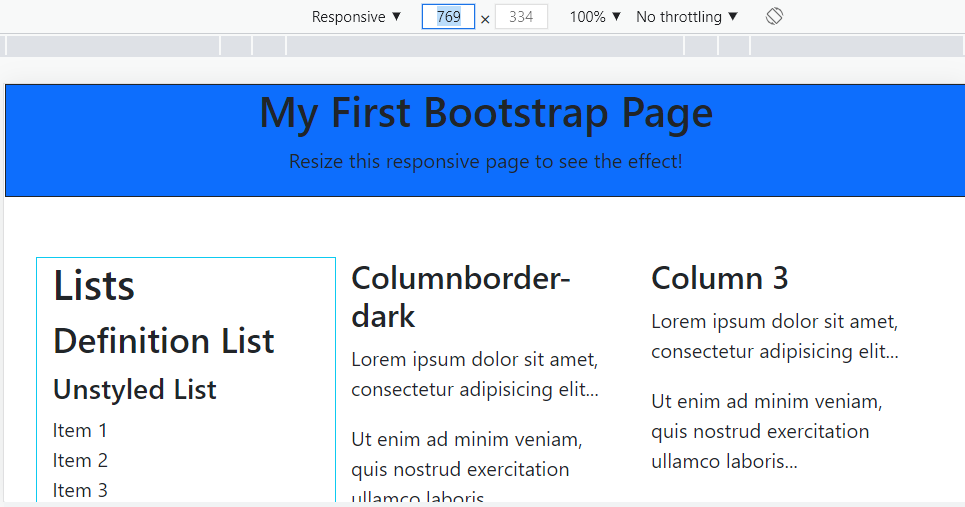 Responsive ▼ 769 × 334 100% ▼ No throttling ▼
My First Bootstrap Page
Resize this responsive page to see the effect!
Lists
Definition List
Unstyled List
Item 1
Item 2
Item 3
Columnborder-
dark
Lorem ipsum dolor sit amet,
consectetur adipisicing elit...
Ut enim ad minim veniam,
quis nostrud exercitation
ullamco laboris...
Column 3
Lorem ipsum dolor sit amet,
consectetur adipisicing elit...
Ut enim ad minim veniam,
quis nostrud exercitation
ullamco laboris...